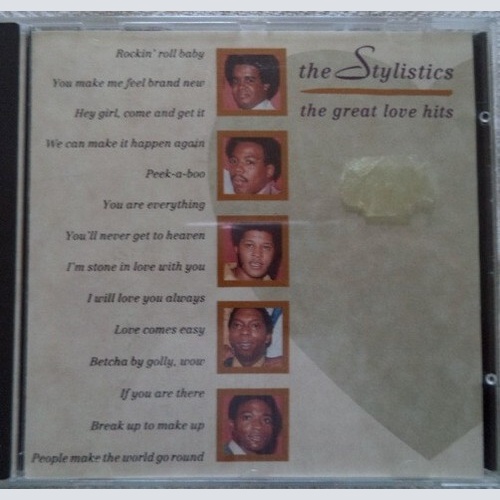 Rockin' roll baby
You make me feel brand new
Hey girl, come and get it
We can make it happen again
Peek-a-boo
You are everything
You'll never get to heaven
I'm stone in love with you
I will love you always
Love comes easy
Betcha by golly, wow
If you are there
Break up to make up
People make the world go round
the Stylistics
the great love hits